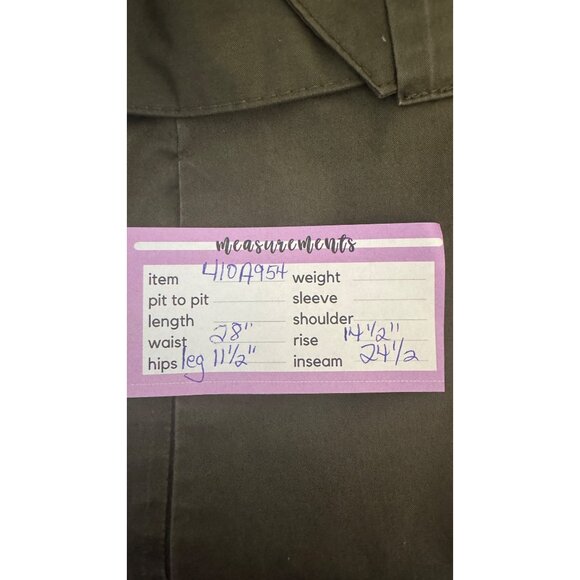 measurements
item 410A954 weight
pit to pit sleeve
length shoulder
waist 28" rise 14 1/2"
hips leg 11 1/2" inseam 24 1/2